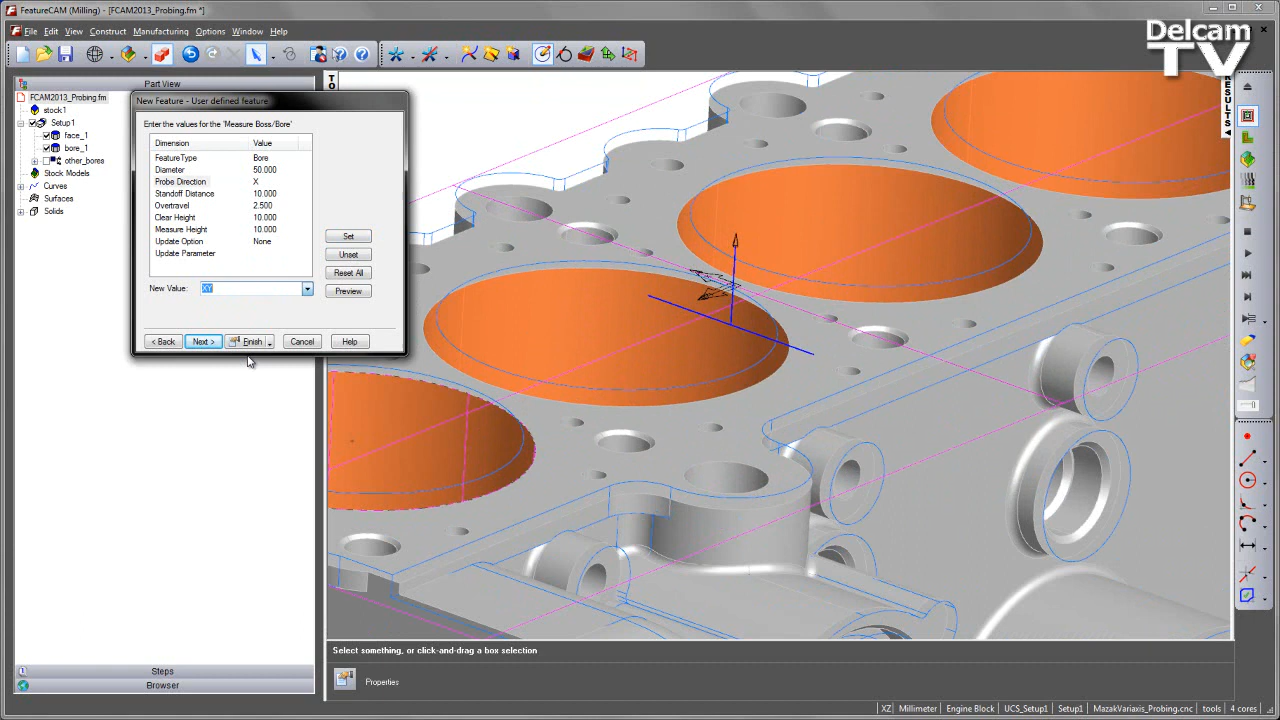 FeatureCAM (Milling) - [FCAM2013_Probing.fm *]
File Edit View Construct Manufacturing Options Window Help
Delcam
TV
Part View
TO
RESULTS
FCAM2013_Probing.fm
stock1
Setup1
face_1
bore_1
other_bores
Stock Models
Curves
Surfaces
Solids
New Feature - User defined feature
Enter the values for the 'Measure Boss/Bore'
Dimension Value
FeatureType Bore
Diameter 50.000
Probe Direction X
Standoff Distance 10.000
Overtravel 2.500
Clear Height 10.000
Measure Height 10.000
Update Option None
Update Parameter
Set
Unset
Reset All
New Value: XY
Preview
< Back Next > Finish Cancel Help
Select something, or click-and-drag a box selection
Properties
Steps
Browser
XZ Millimeter Engine Block UCS_Setup1 Setup1 MazakVariaxis_Probing.cnc tools 4 cores